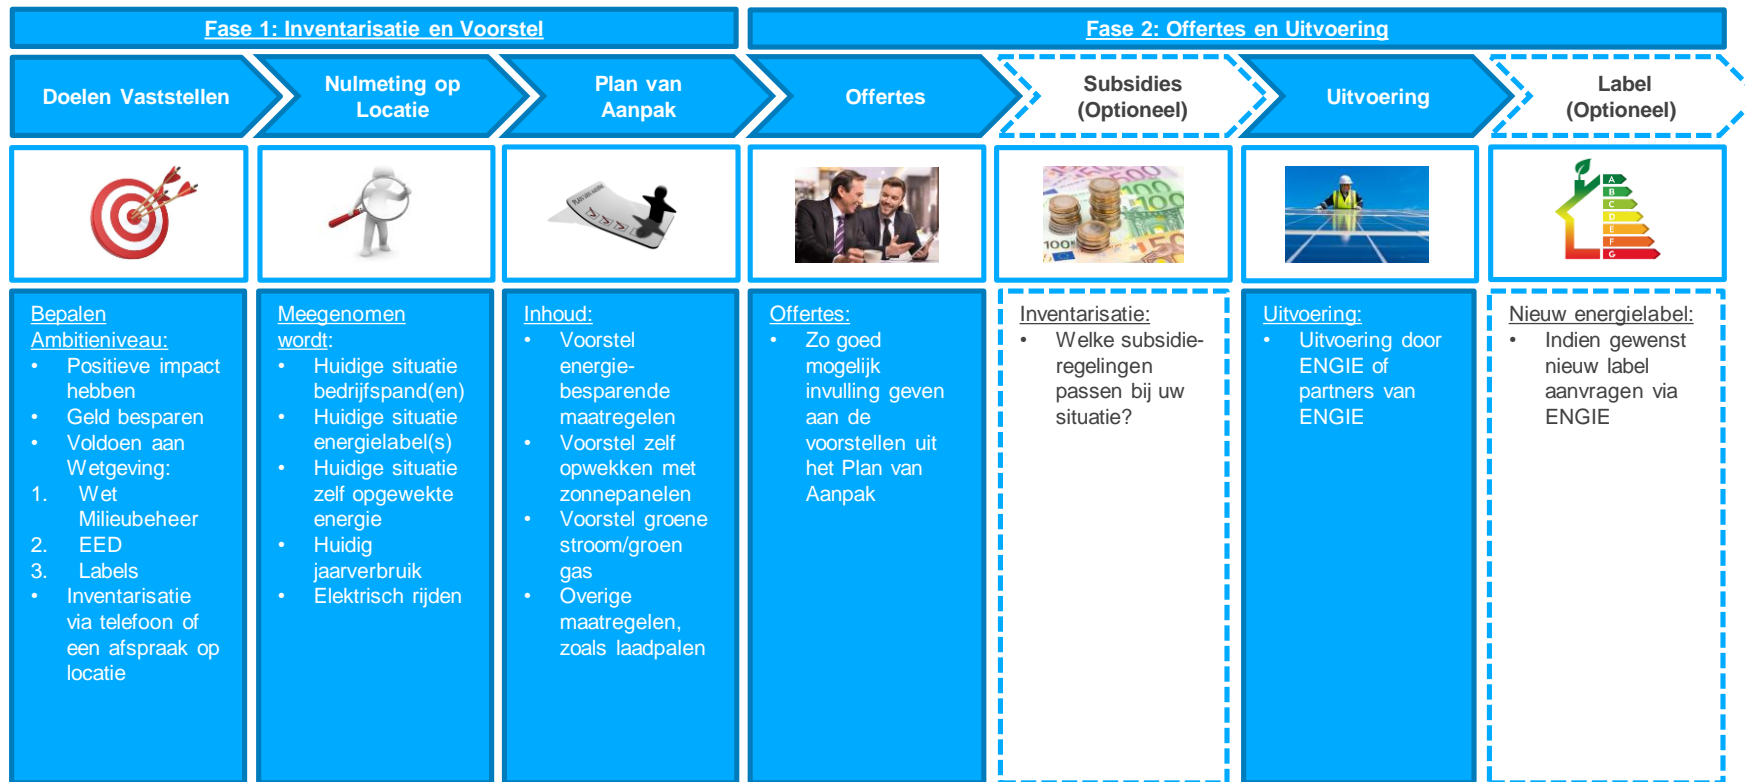 Fase 1: Inventarisatie en Voorstel
Fase 2: Offertes en Uitvoering
Doelen Vaststellen
Nulmeting op
Locatie
Plan van
Aanpak
Offertes
Subsidies
(Optioneel)
Uitvoering
Label
(Optioneel)
PLAN VAN AANPAK
100
100
50
A
B
C
D
E
F
G
Bepalen
Ambitieniveau:
• Positieve impact
hebben
• Geld besparen
• Voldoen aan
Wetgeving:
1. Wet
Milieubeheer
2. EED
3. Labels
• Inventarisatie
via telefoon of
een afspraak op
locatie
Meegenomen
wordt:
• Huidige situatie
bedrijfspand(en)
• Huidige situatie
energielabel(s)
• Huidige situatie
zelf opgewekte
energie
• Huidig
jaarverbruik
• Elektrisch rijden
Inhoud:
• Voorstel
energie-
besparende
maatregelen
• Voorstel zelf
opwekken met
zonnepanelen
• Voorstel groene
stroom/groen
gas
• Overige
maatregelen,
zoals laadpalen
Offertes:
• Zo goed
mogelijk
invulling geven
aan de
voorstellen uit
het Plan van
Aanpak
Inventarisatie:
• Welke subsidie-
regelingen
passen bij uw
situatie?
Uitvoering:
• Uitvoering door
ENGIE of
partners van
ENGIE
Nieuw energielabel:
• Indien gewenst
nieuw label
aanvragen via
ENGIE